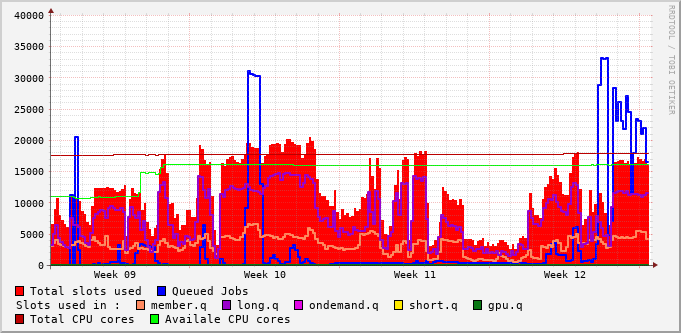 40000
35000
30000
25000
20000
15000
10000
5000
0
Week 09 Week 10 Week 11 Week 12
Total slots used Queued Jobs
Slots used in : member.q long.q ondemand.q short.q gpu.q
Total CPU cores Availale CPU cores
RRDTOOL / TOBI OETIKER